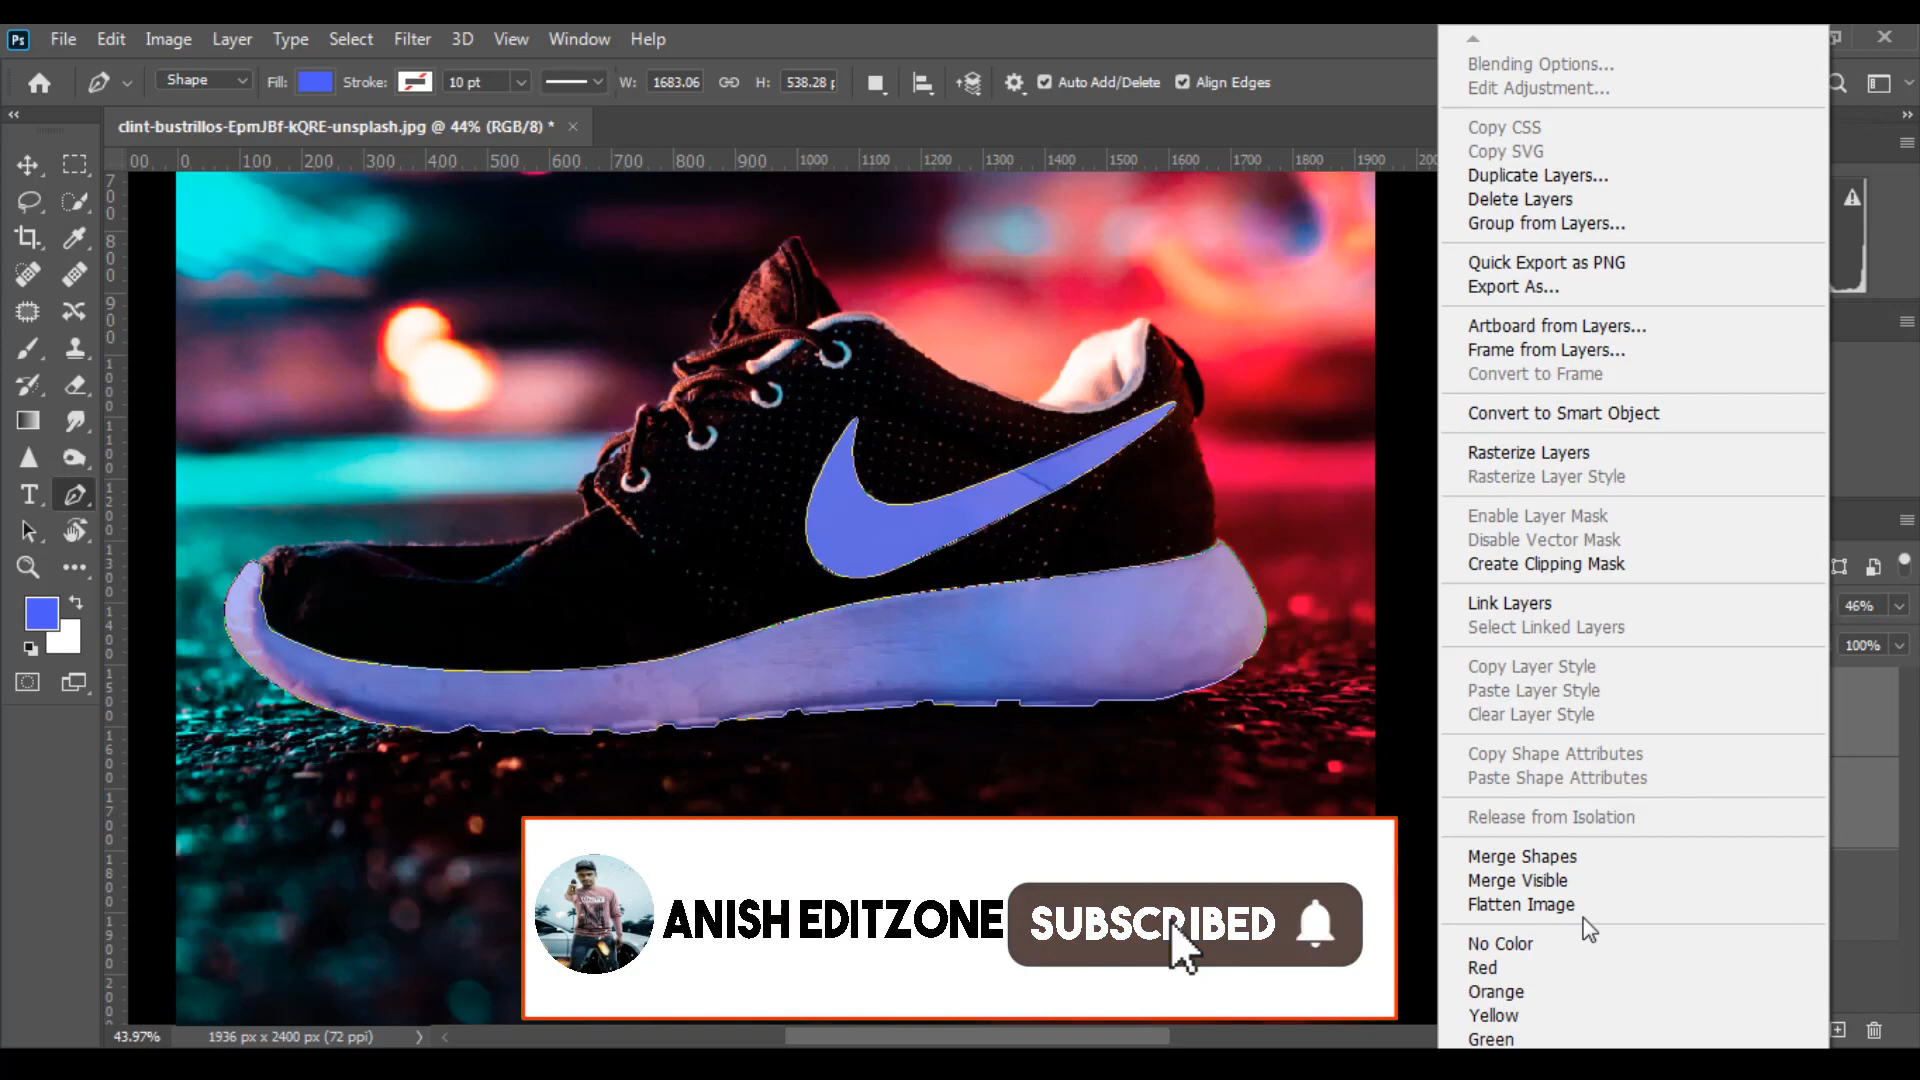 Ps File Edit Image Layer Type Select Filter 3D View Window Help
Shape Fill: Stroke: 10 pt W: 1683.06 H: 538.28 Auto Add/Delete Align Edges
clint-bustrillos-EpmJBf-kQRE-unsplash.jpg @ 44% (RGB/8) * ×
00 0 100 200 300 400 500 600 700 800 900 1000 1100 1200 1300 1400 1500 1600 1700 1800 1900
Blending Options...
Edit Adjustment...
Copy CSS
Copy SVG
Duplicate Layers...
Delete Layers
Group from Layers...
Quick Export as PNG
Export As...
Artboard from Layers...
Frame from Layers...
Convert to Frame
Convert to Smart Object
Rasterize Layers
Rasterize Layer Style
Enable Layer Mask
Disable Vector Mask
Create Clipping Mask
Link Layers
Select Linked Layers
Copy Layer Style
Paste Layer Style
Clear Layer Style
Copy Shape Attributes
Paste Shape Attributes
Release from Isolation
Merge Shapes
Merge Visible
Flatten Image
No Color
Red
Orange
Yellow
Green
46%
100%
ANISH EDITZONE SUBSCRIBED
43.97% 1936 px x 2400 px (72 ppi)